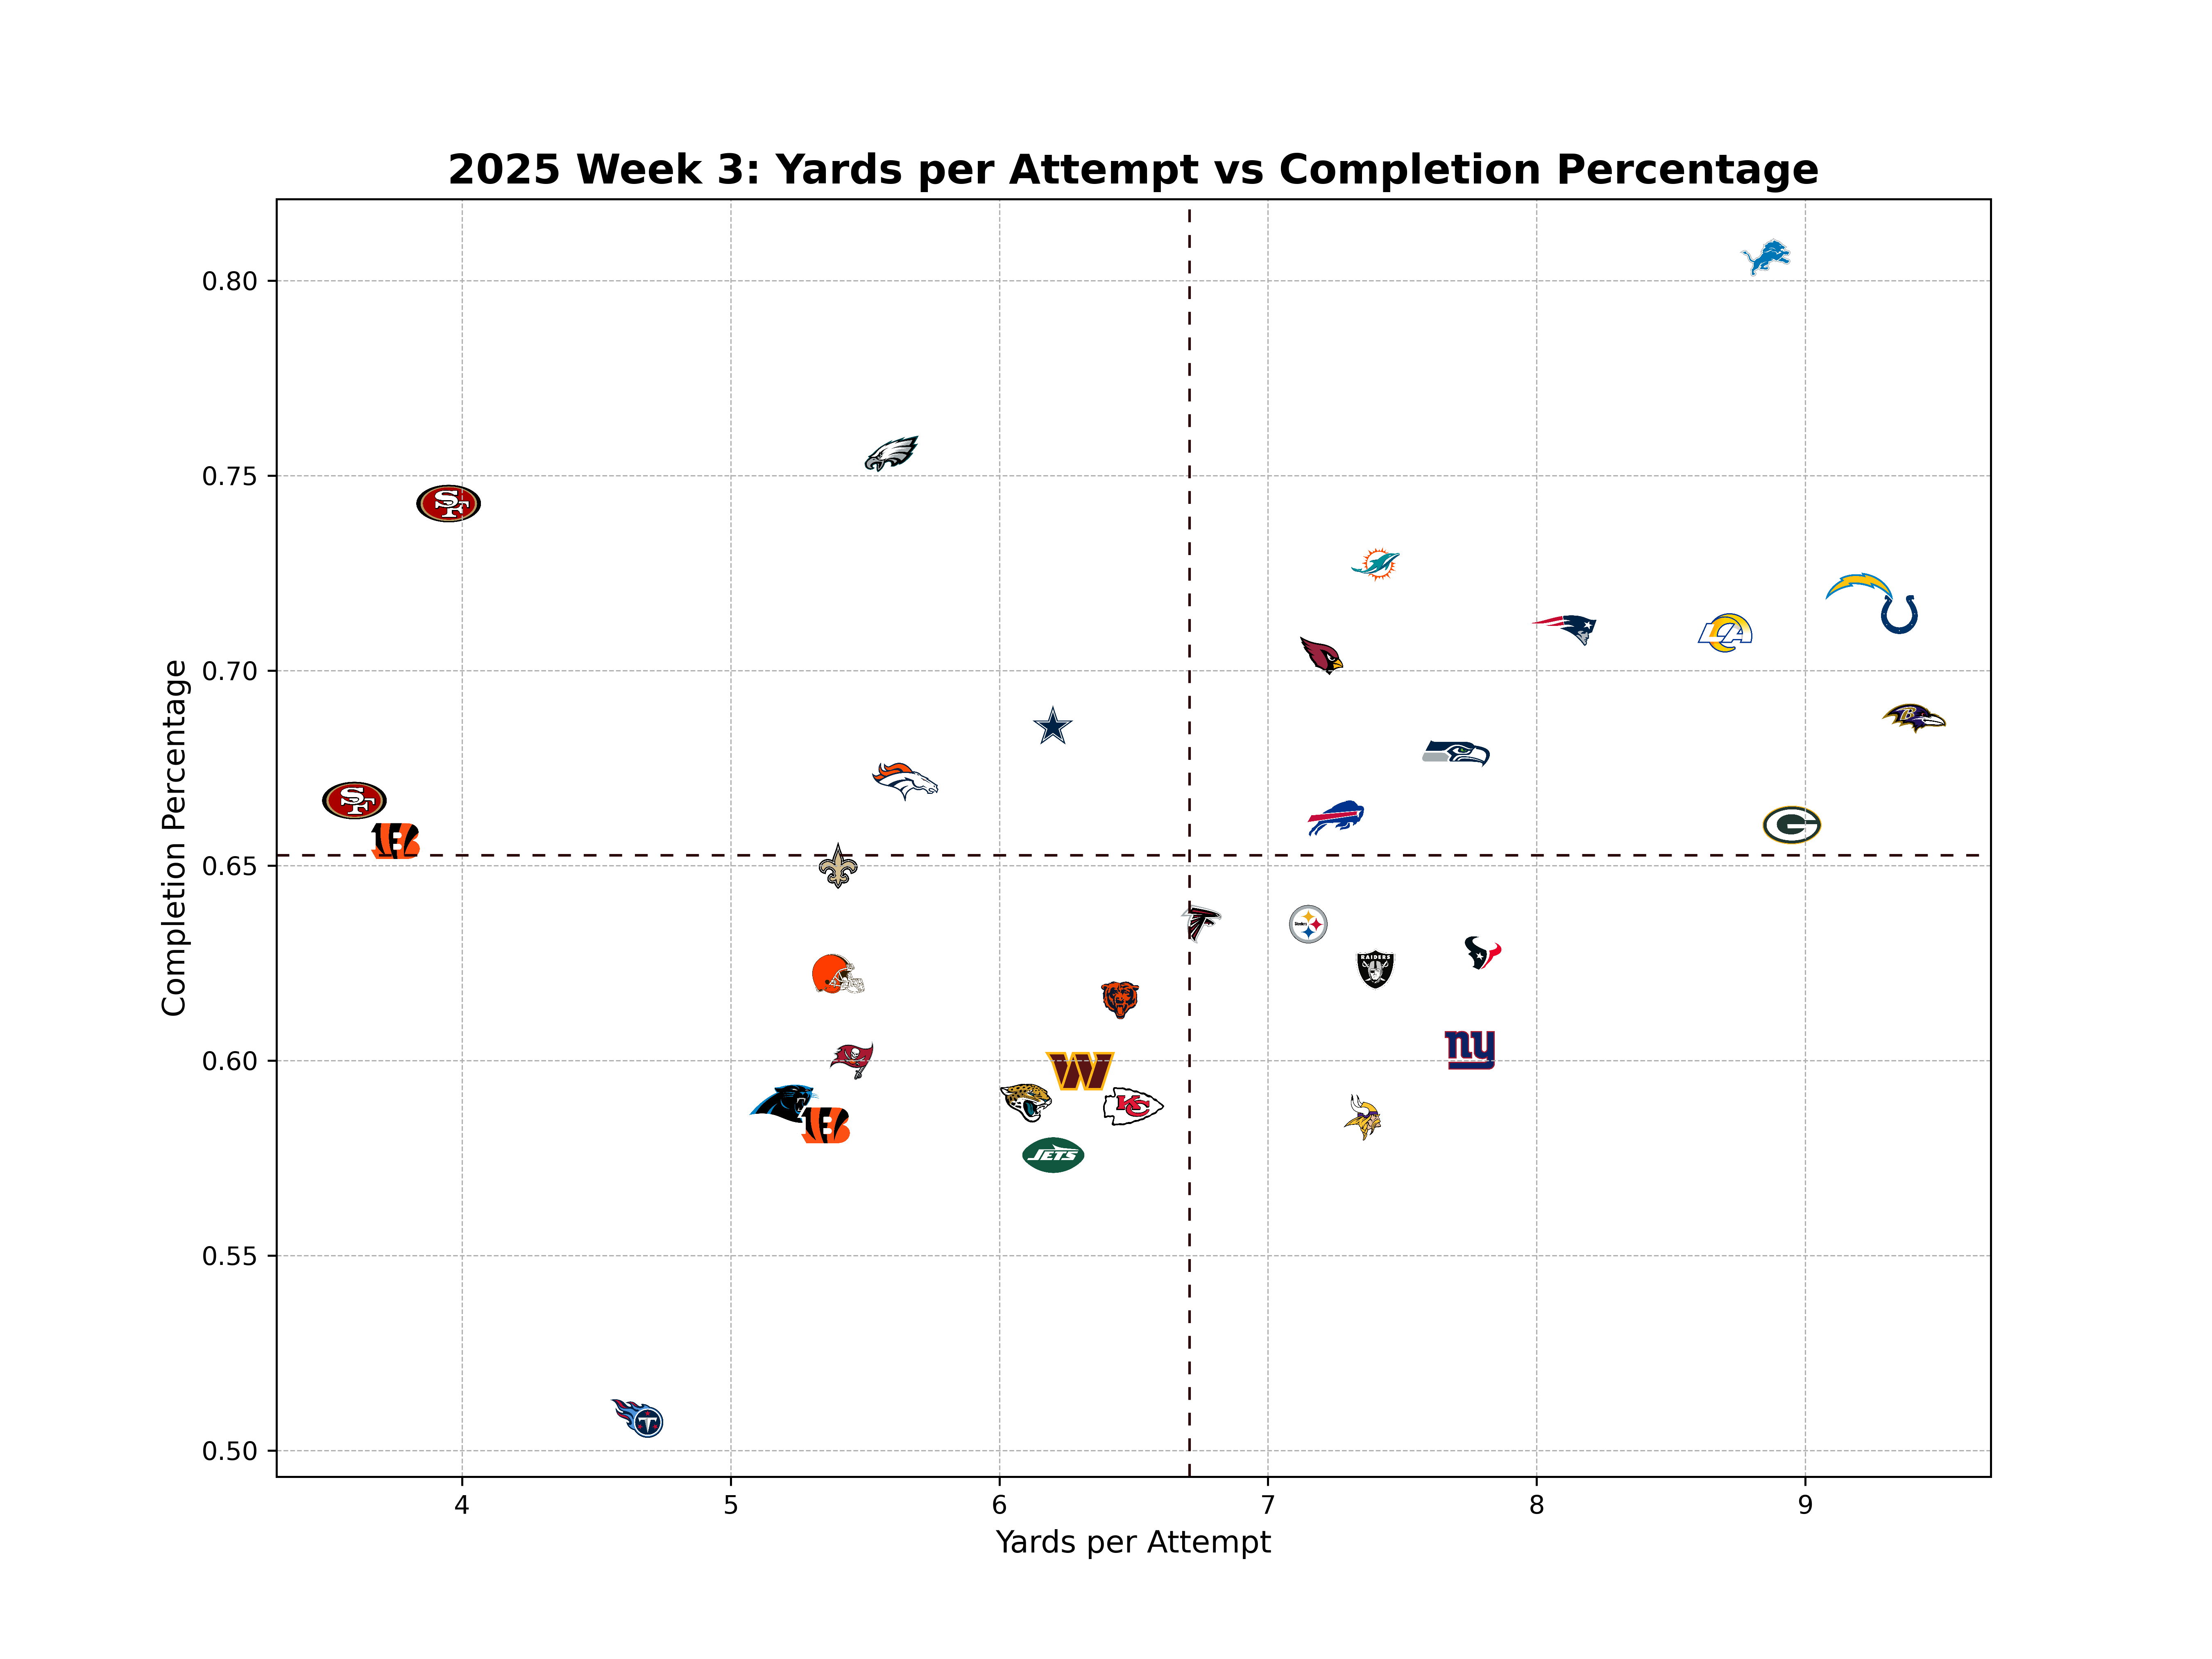 2025 Week 3: Yards per Attempt vs Completion Percentage
Completion Percentage
0.80
0.75
0.70
0.65
0.60
0.55
0.50
4
5
6
7
8
9
Yards per Attempt
SF
SF
LA
B
G
Steelers
RAIDERS
ny
W
KC
B
B
JETS
T